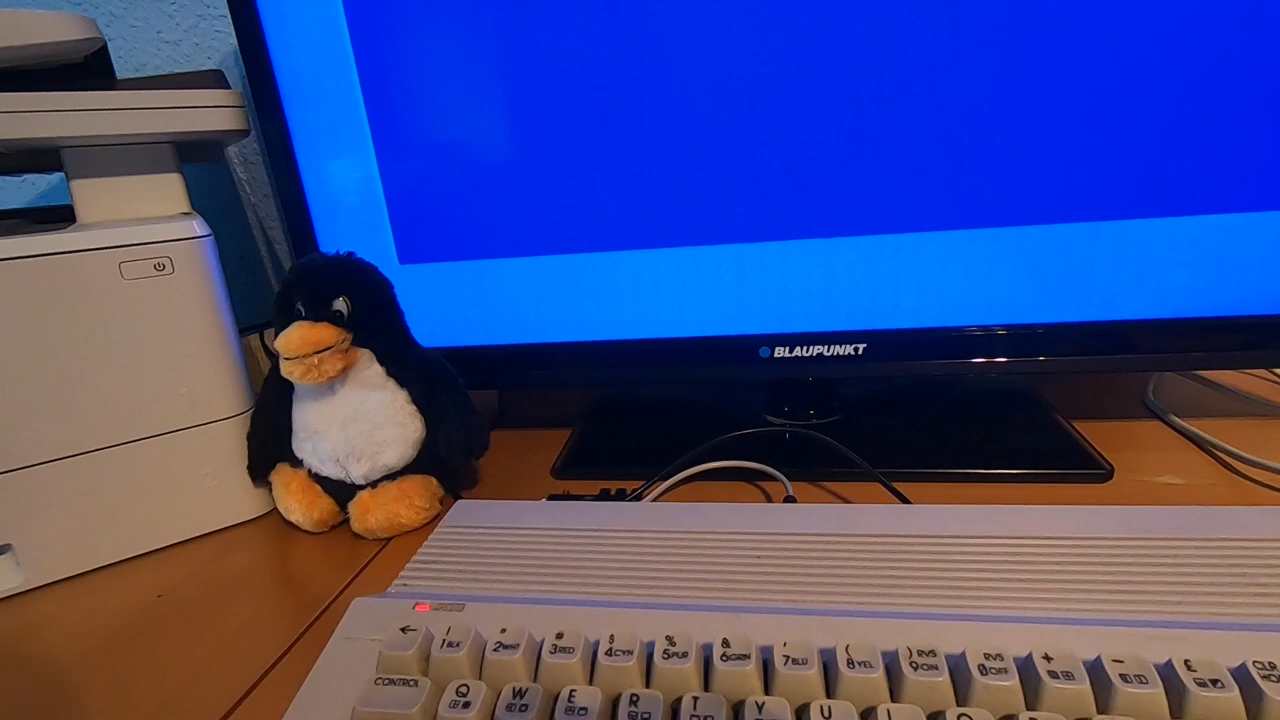 BLAUPUNKT
← ! 1 BLK " 2 WHT # 3 RED $ 4 CYN % 5 PUR & 6 GRN ' 7 BLU ( 8 YEL ) 9 RVS ON 0 RVS OFF + - £ CLR
CONTROL Q W E R T Y U